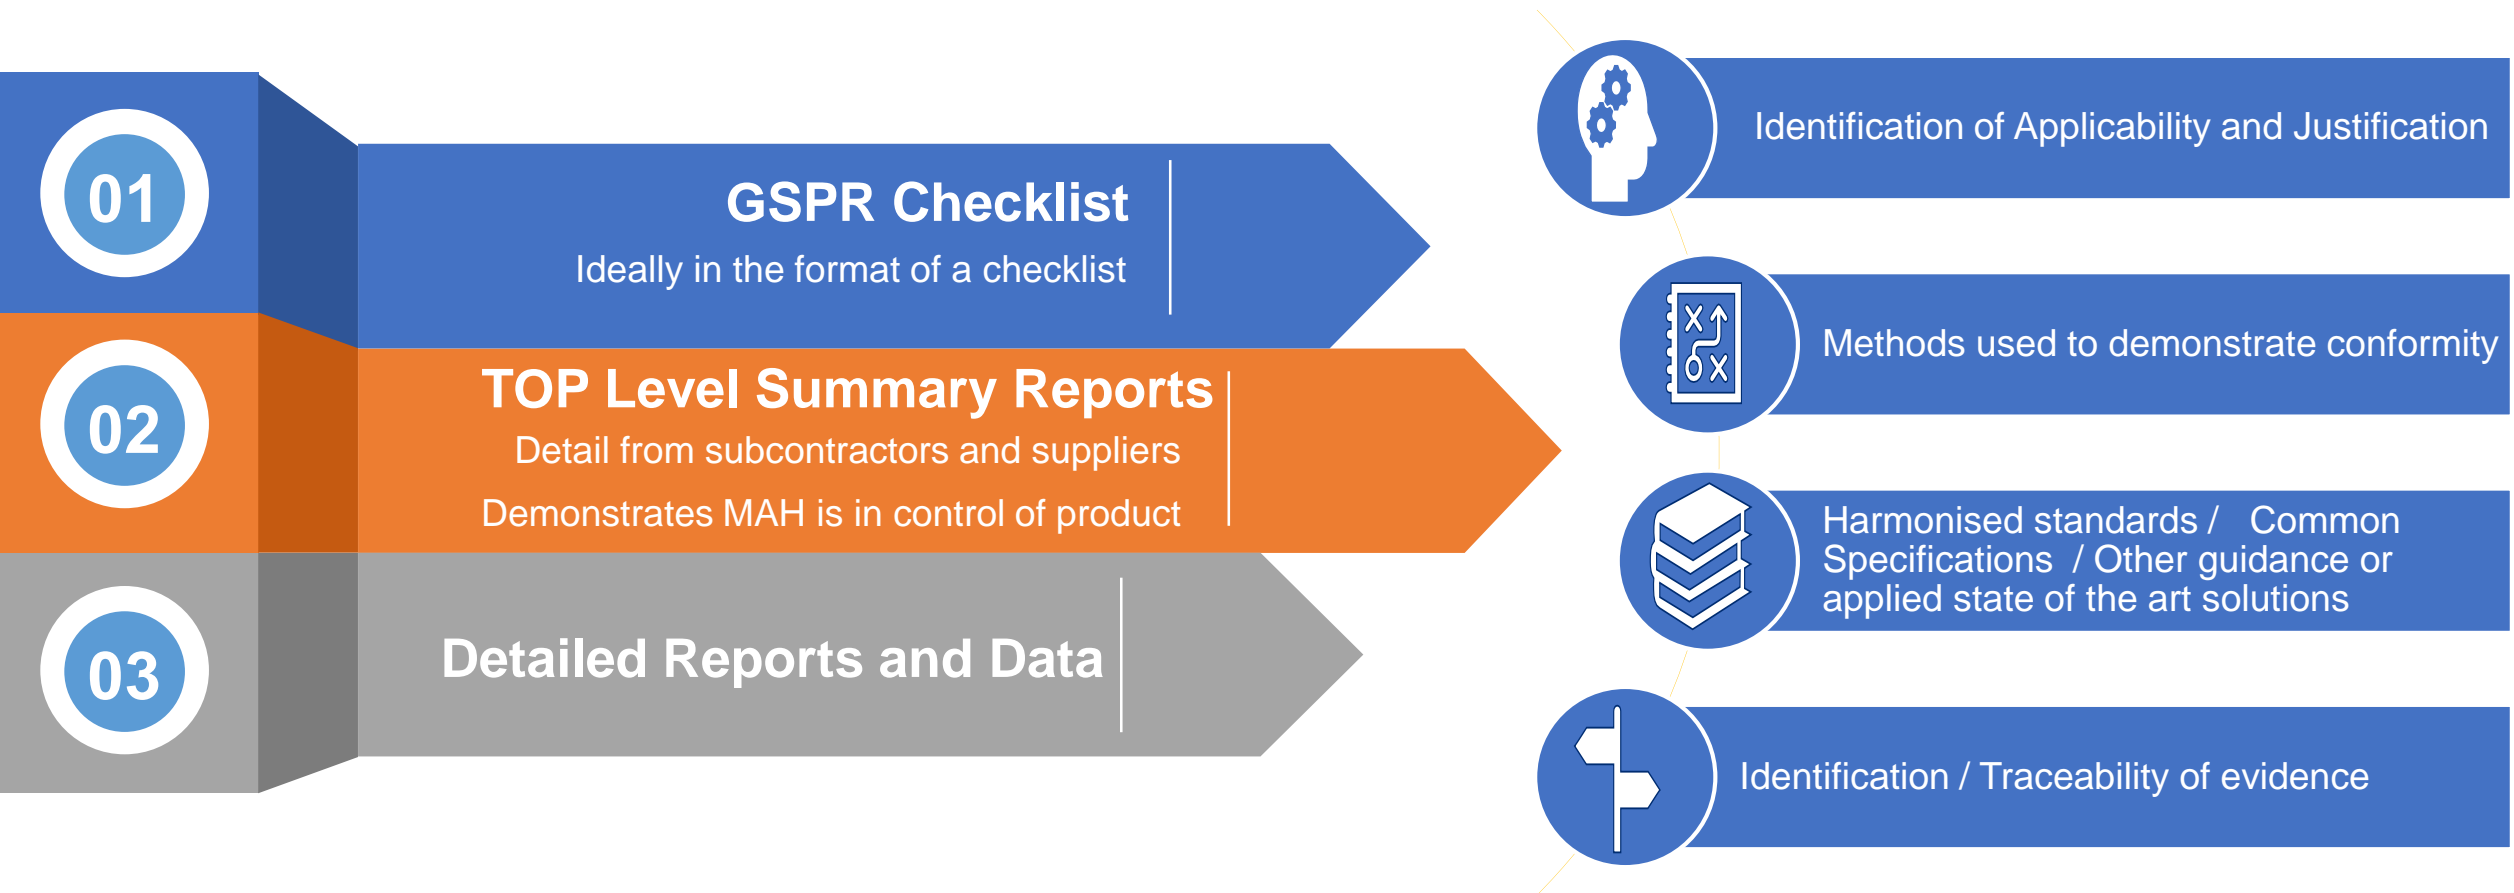 01
GSPR Checklist
Ideally in the format of a checklist
02
TOP Level Summary Reports
Detail from subcontractors and suppliers
Demonstrates MAH is in control of product
03
Detailed Reports and Data
Identification of Applicability and Justification
Methods used to demonstrate conformity
Harmonised standards / Common
Specifications / Other guidance or
applied state of the art solutions
Identification / Traceability of evidence